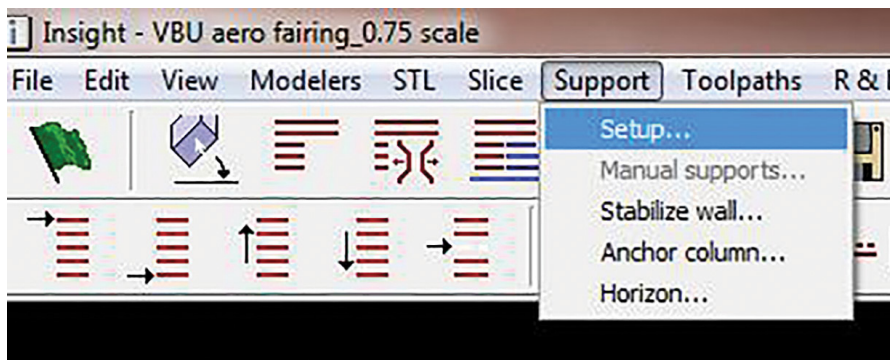 Insight - VBU aero fairing_0.75 scale
File Edit View Modelers STL Slice Support Toolpaths R &
Setup...
Manual supports...
Stabilize wall...
Anchor column...
Horizon...